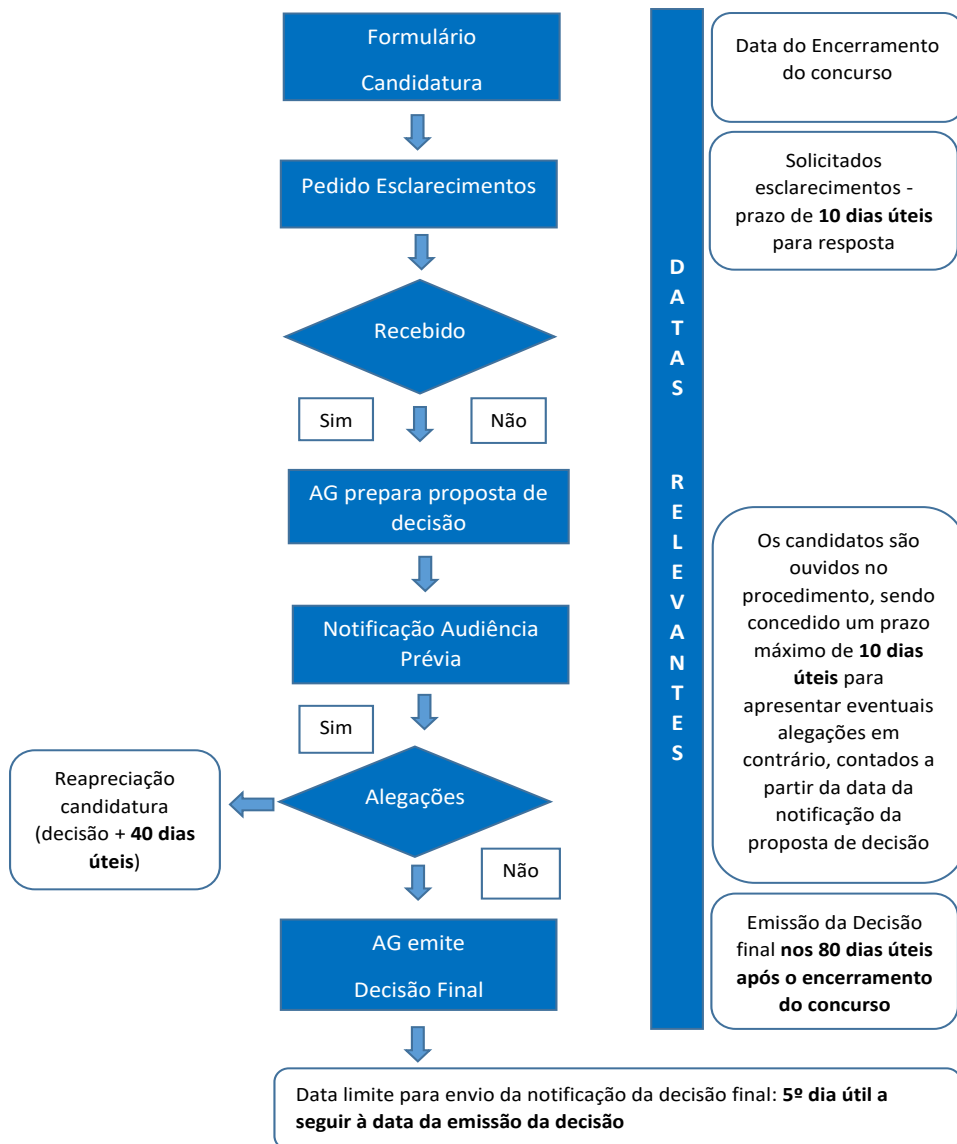 Formulário
Candidatura
Data do Encerramento
do concurso
Pedido Esclarecimentos
Solicitados
esclarecimentos -
prazo de 10 dias úteis
para resposta
Recebido
Sim
Não
AG prepara proposta de
decisão
Notificação Audiência
Prévia
Sim
Alegações
Reapreciação
candidatura
(decisão + 40 dias
úteis)
Não
AG emite
Decisão Final
DATAS RELEVANTES
Os candidatos são
ouvidos no
procedimento, sendo
concedido um prazo
máximo de 10 dias
úteis para
apresentar eventuais
alegações em
contrário, contados a
partir da data da
notificação da
proposta de decisão
Emissão da Decisão
final nos 80 dias úteis
após o encerramento
do concurso
Data limite para envio da notificação da decisão final: 5º dia útil a
seguir à data da emissão da decisão